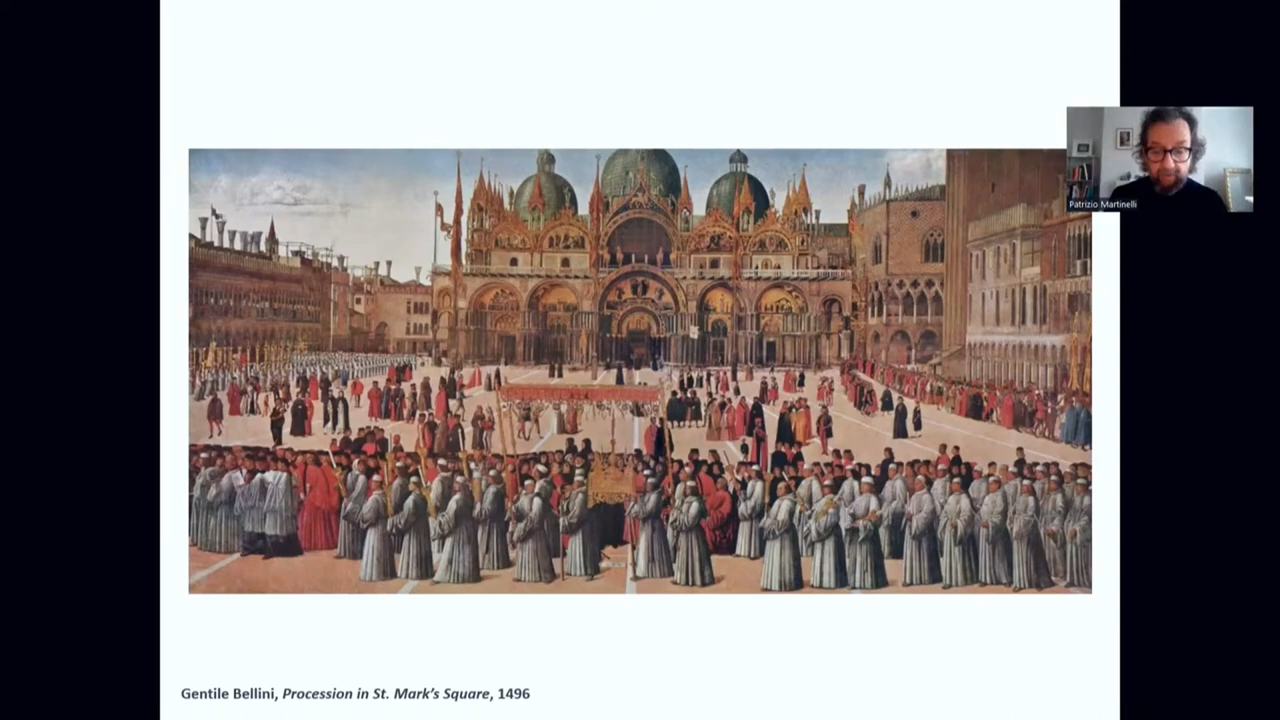 Patrizio Martinelli
Gentile Bellini, Procession in St. Mark's Square, 1496